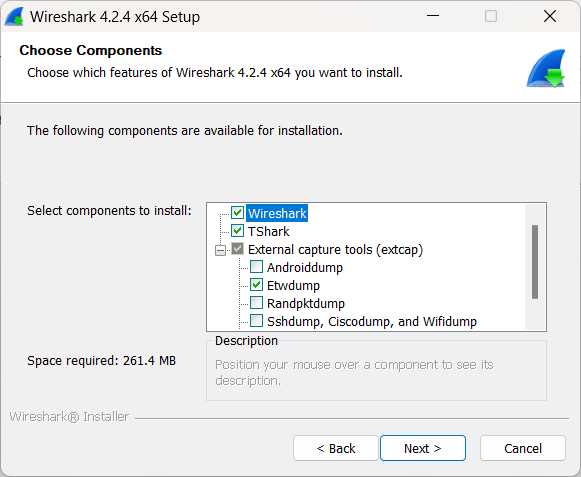 Wireshark 4.2.4 x64 Setup
Choose Components
Choose which features of Wireshark 4.2.4 x64 you want to install.
The following components are available for installation.
Select components to install:
Wireshark
TShark
External capture tools (extcap)
Androiddump
Etwdump
Randpktdump
Sshdump, Ciscodump, and Wifidump
Space required: 261.4 MB
Description
Position your mouse over a component to see its
description.
Wireshark® Installer
< Back
Next >
Cancel